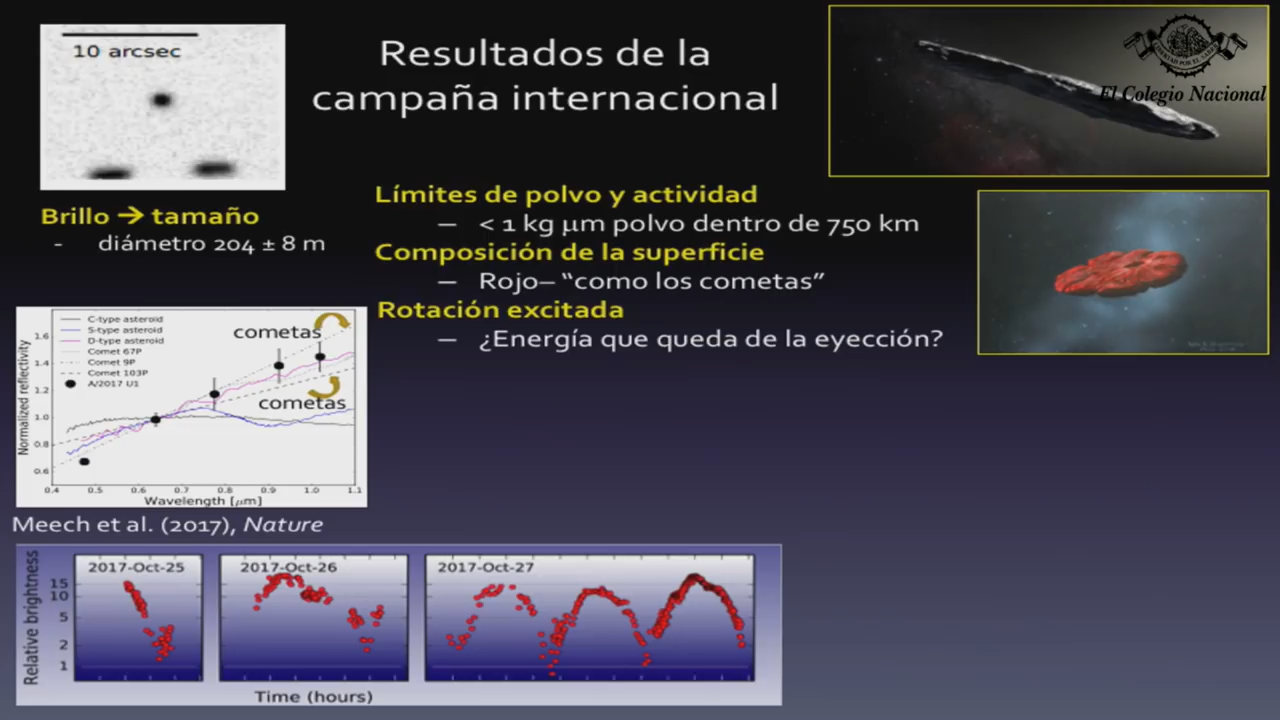 10 arcsec
Resultados de la
campaña internacional
El Colegio Nacional
Brillo → tamaño
- diámetro 204 ± 8 m
Límites de polvo y actividad
– < 1 kg µm polvo dentro de 750 km
Composición de la superficie
– Rojo– “como los cometas”
Rotación excitada
– ¿Energía que queda de la eyección?
Normalized reflectivity
1.6
1.4
1.2
1.0
0.8
0.6
C-type asteroid
S-type asteroid
D-type asteroid
Comet 67P
Comet 9P
Comet 103P
A/2017 U1
cometas
cometas
0.4 0.5 0.6 0.7 0.8 0.9 1.0 1.1
Wavelength [µm]
Meech et al. (2017), Nature
Relative brightness
15
10
5
2
1
2017-Oct-25
2017-Oct-26
2017-Oct-27
Time (hours)